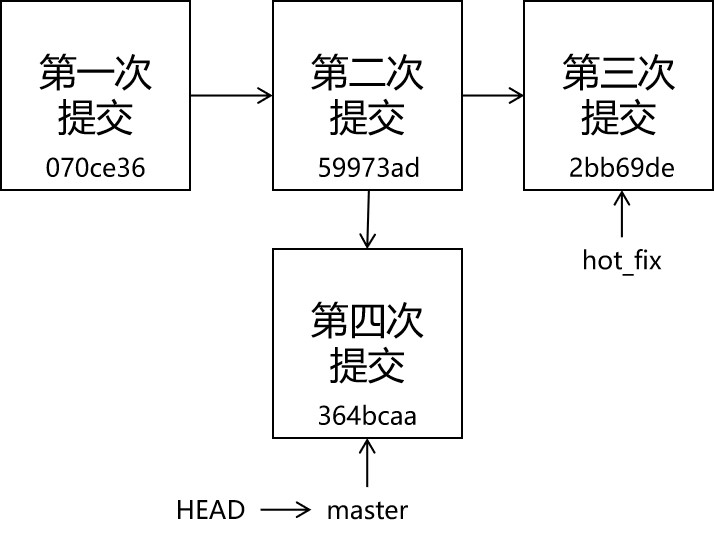 第一次
提交
070ce36
第二次
提交
59973ad
第三次
提交
2bb69de
hot_fix
第四次
提交
364bcaa
HEAD
master